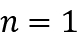 n = 1